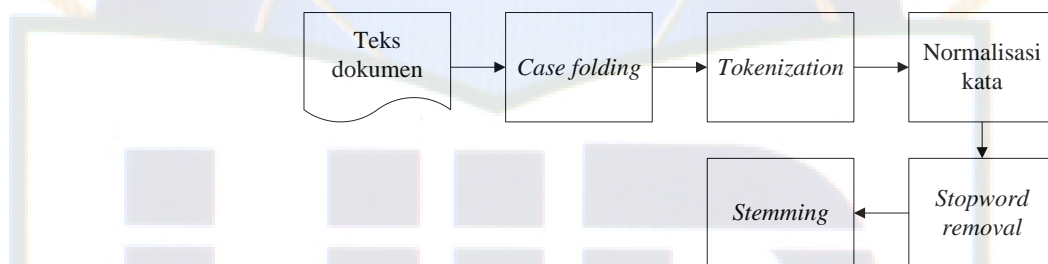 Teks
dokumen
Case folding
Tokenization
Normalisasi
kata
Stopword
removal
Stemming